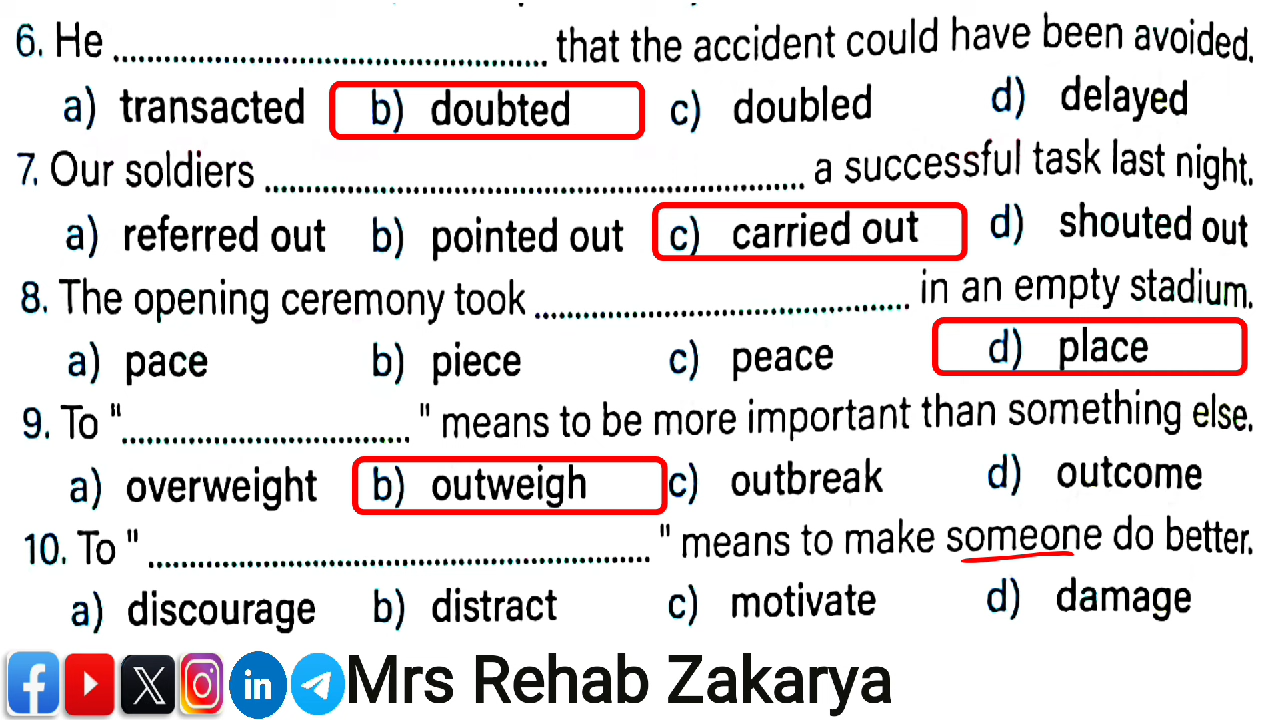 6. He ............................................ that the accident could have been avoided.
a) transacted b) doubted c) doubled d) delayed
7. Our soldiers ...................................................... a successful task last night.
a) referred out b) pointed out c) carried out d) shouted out
8. The opening ceremony took ...................................... in an empty stadium.
a) pace b) piece c) peace d) place
9. To "............................." means to be more important than something else.
a) overweight b) outweigh c) outbreak d) outcome
10. To " .................................................. " means to make someone do better.
a) discourage b) distract c) motivate d) damage
Mrs Rehab Zakarya